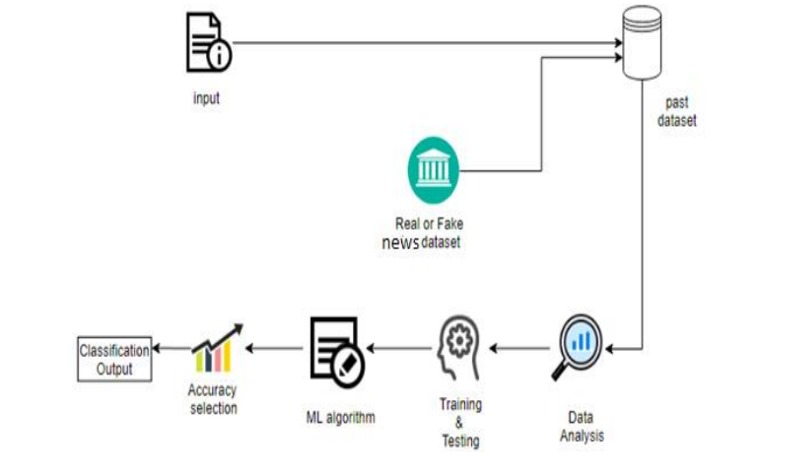 input
past
dataset
Real or Fake
news dataset
Classification
Output
Accuracy
selection
ML algorithm
Training
&
Testing
Data
Analysis